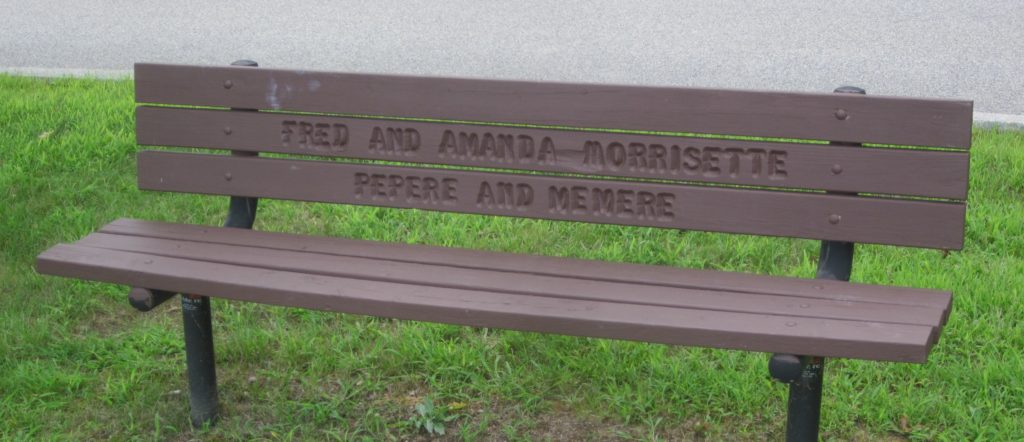 FRED AND AMANDA MORRISETTE
PEPERE AND MEMERE